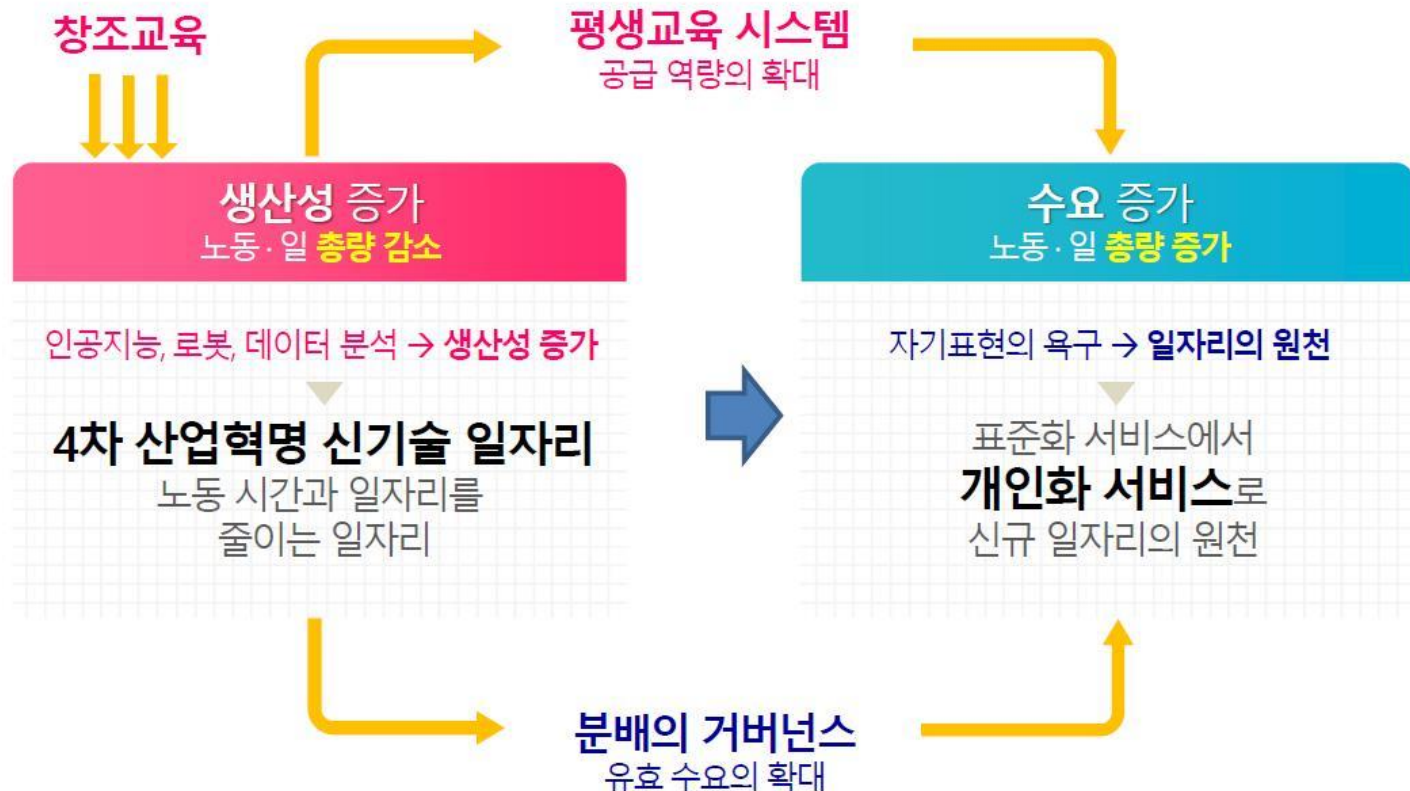 창조교육
평생교육 시스템
공급 역량의 확대
생산성 증가
노동·일 총량 감소
인공지능, 로봇, 데이터 분석 → 생산성 증가
4차 산업혁명 신기술 일자리
노동 시간과 일자리를
줄이는 일자리
수요 증가
노동·일 총량 증가
자기표현의 욕구 → 일자리의 원천
표준화 서비스에서
개인화 서비스로
신규 일자리의 원천
분배의 거버넌스
유효 수요의 확대